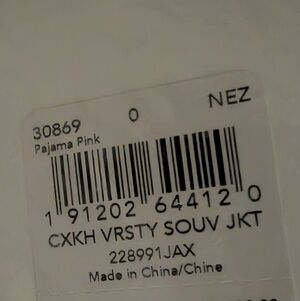 30869 0 NEZ
Pajama Pink
1 91202 64412 0
CXKH VRSTY SOUV JKT
228991JAX
Made in China/Chine